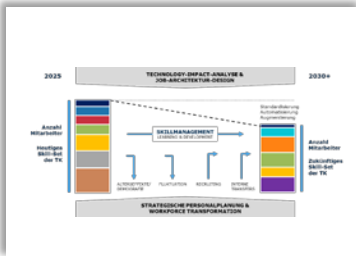 2025
TECHNOLOGY-IMPACT-ANALYSE &
JOB-ARCHITEKTUR-DESIGN
2030+
Standardisierung
Automatisierung
Augmentierung
Anzahl
Mitarbeiter
Heutiges
Skill-Set
der TK
SKILLMANAGEMENT
LEARNING & DEVELOPMENT
Anzahl
Mitarbeiter
Zukünftiges
Skill-Set
der TK
ALTERSEFFEKTE/
DEMOGRAFIE
FLUKTUATION
RECRUITING
INTERNE
TRANSFERS
STRATEGISCHE PERSONALPLANUNG &
WORKFORCE TRANSFORMATION